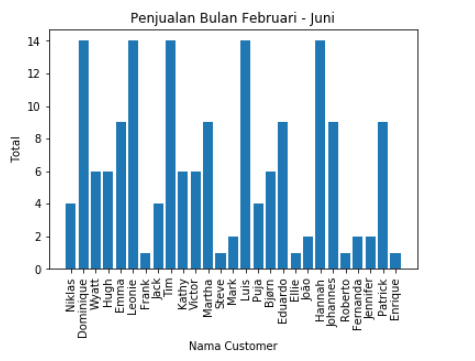 Penjualan Bulan Februari - Juni
Total
14
12
10
8
6
4
2
0
Niklas
Dominique
Wyatt
Hugh
Emma
Leonie
Frank
Jack
Tim
Kathy
Victor
Martha
Steve
Mark
Luis
Puja
Bjørn
Eduardo
Ellie
João
Hannah
Johannes
Roberto
Fernanda
Jennifer
Patrick
Enrique
Nama Customer